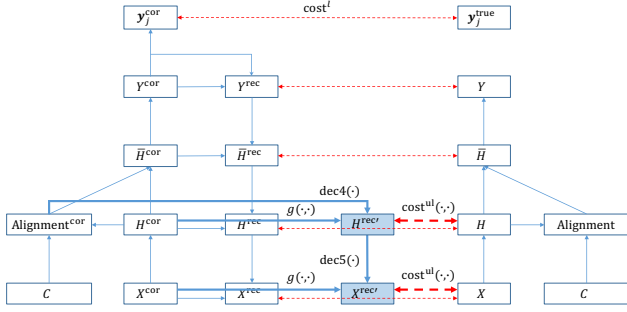 y_j^cor cost^l y_j^true
Y^cor Y^rec Y
H̅^cor H̅^rec H̅
dec4(·)
Alignment^cor H^cor g(·,·) H^rec H^rec′ cost^ul(·,·) H Alignment
dec5(·)
C X^cor g(·,·) X^rec X^rec′ cost^ul(·,·) X C